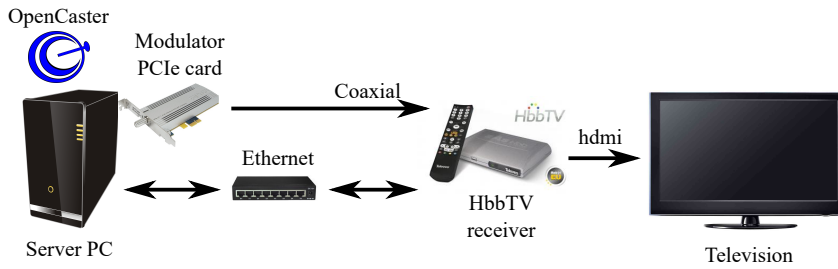 OpenCaster
Modulator
PCIe card
Coaxial
HbbTV
hdmi
Ethernet
HbbTV
receiver
Server PC
Television